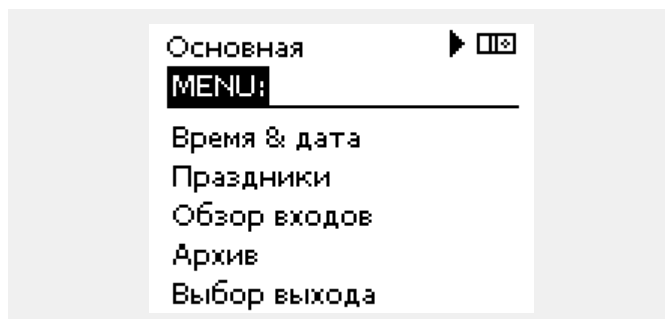 Основная
MENU:
Время & дата
Праздники
Обзор входов
Архив
Выбор выхода